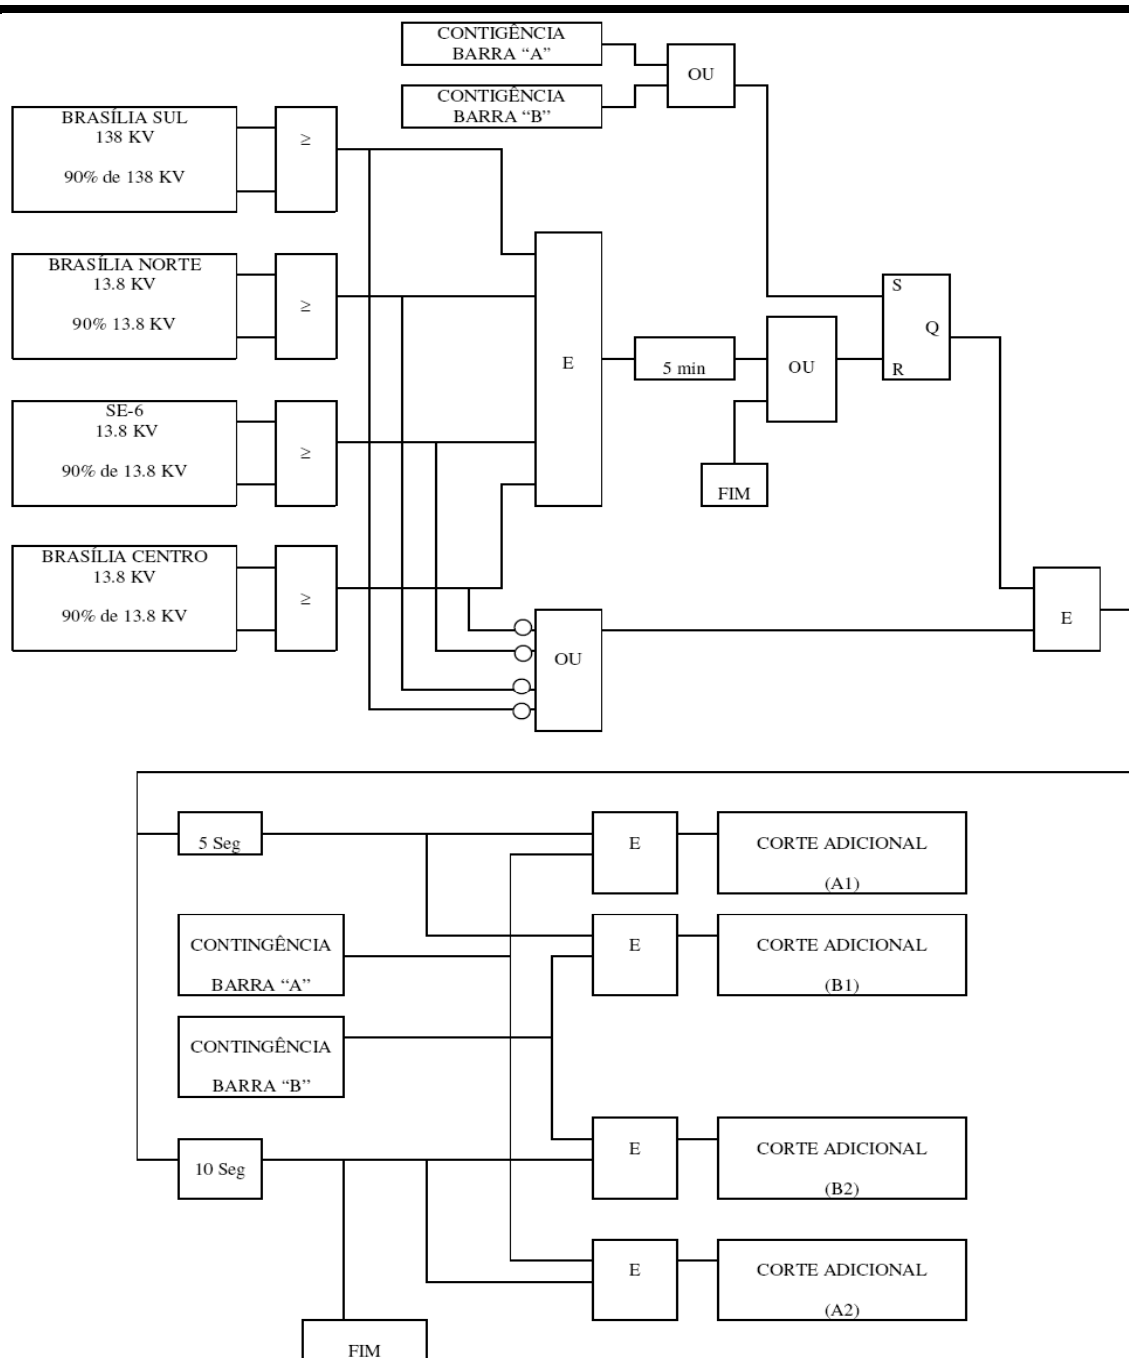 CONTIGÊNCIA
BARRA “A”
OU
CONTIGÊNCIA
BARRA “B”
BRASÍLIA SUL
138 KV
90% de 138 KV
≥
BRASÍLIA NORTE
13.8 KV
90% 13.8 KV
≥
S
Q
R
E
5 min
OU
SE-6
13.8 KV
90% de 13.8 KV
≥
FIM
BRASÍLIA CENTRO
13.8 KV
90% de 13.8 KV
≥
E
OU
5 Seg
E
CORTE ADICIONAL
(A1)
CONTINGÊNCIA
BARRA “A”
E
CORTE ADICIONAL
(B1)
CONTINGÊNCIA
BARRA “B”
10 Seg
E
CORTE ADICIONAL
(B2)
E
CORTE ADICIONAL
(A2)
FIM